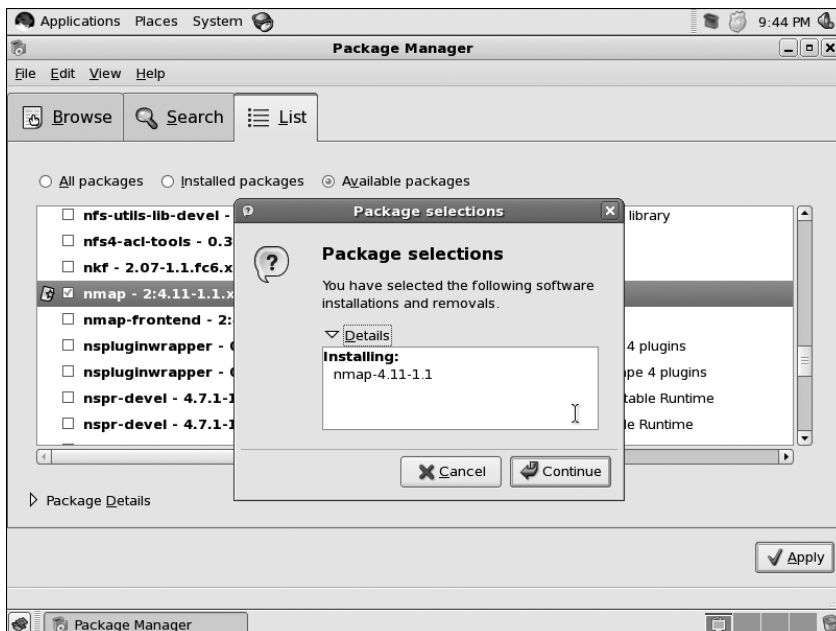 Applications Places System 9:44 PM
Package Manager
File Edit View Help
Browse Search List
All packages Installed packages Available packages
nfs-utils-lib-devel - library
nfs4-acl-tools - 0.3
nkf - 2.07-1.1.fc6.x
nmap - 2:4.11-1.1.x
nmap-frontend - 2:
nspluginwrapper - 4 plugins
nspluginwrapper - pe 4 plugins
nspr-devel - 4.7.1-1 table Runtime
nspr-devel - 4.7.1-1 le Runtime
Package selections
Package selections
You have selected the following software
installations and removals.
Details
Installing:
nmap-4.11-1.1
Cancel Continue
Package Details
Apply
Package Manager